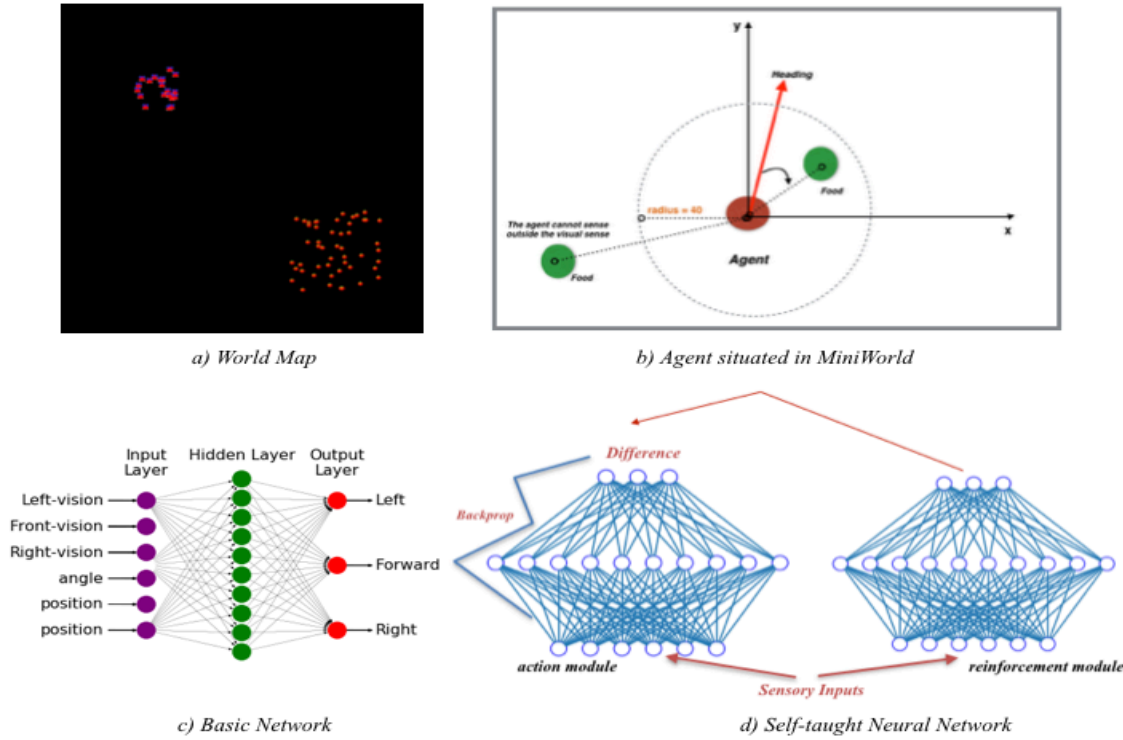 y
Heading
Food
radius = 40
The agent cannot sense
outside the visual sense
x
Agent
Food
a) World Map
b) Agent situated in MiniWorld
Input
Layer
Hidden Layer
Output
Layer
Left-vision
Front-vision
Right-vision
angle
position
position
Left
Forward
Right
Difference
Backprop
action module
reinforcement module
Sensory Inputs
c) Basic Network
d) Self-taught Neural Network